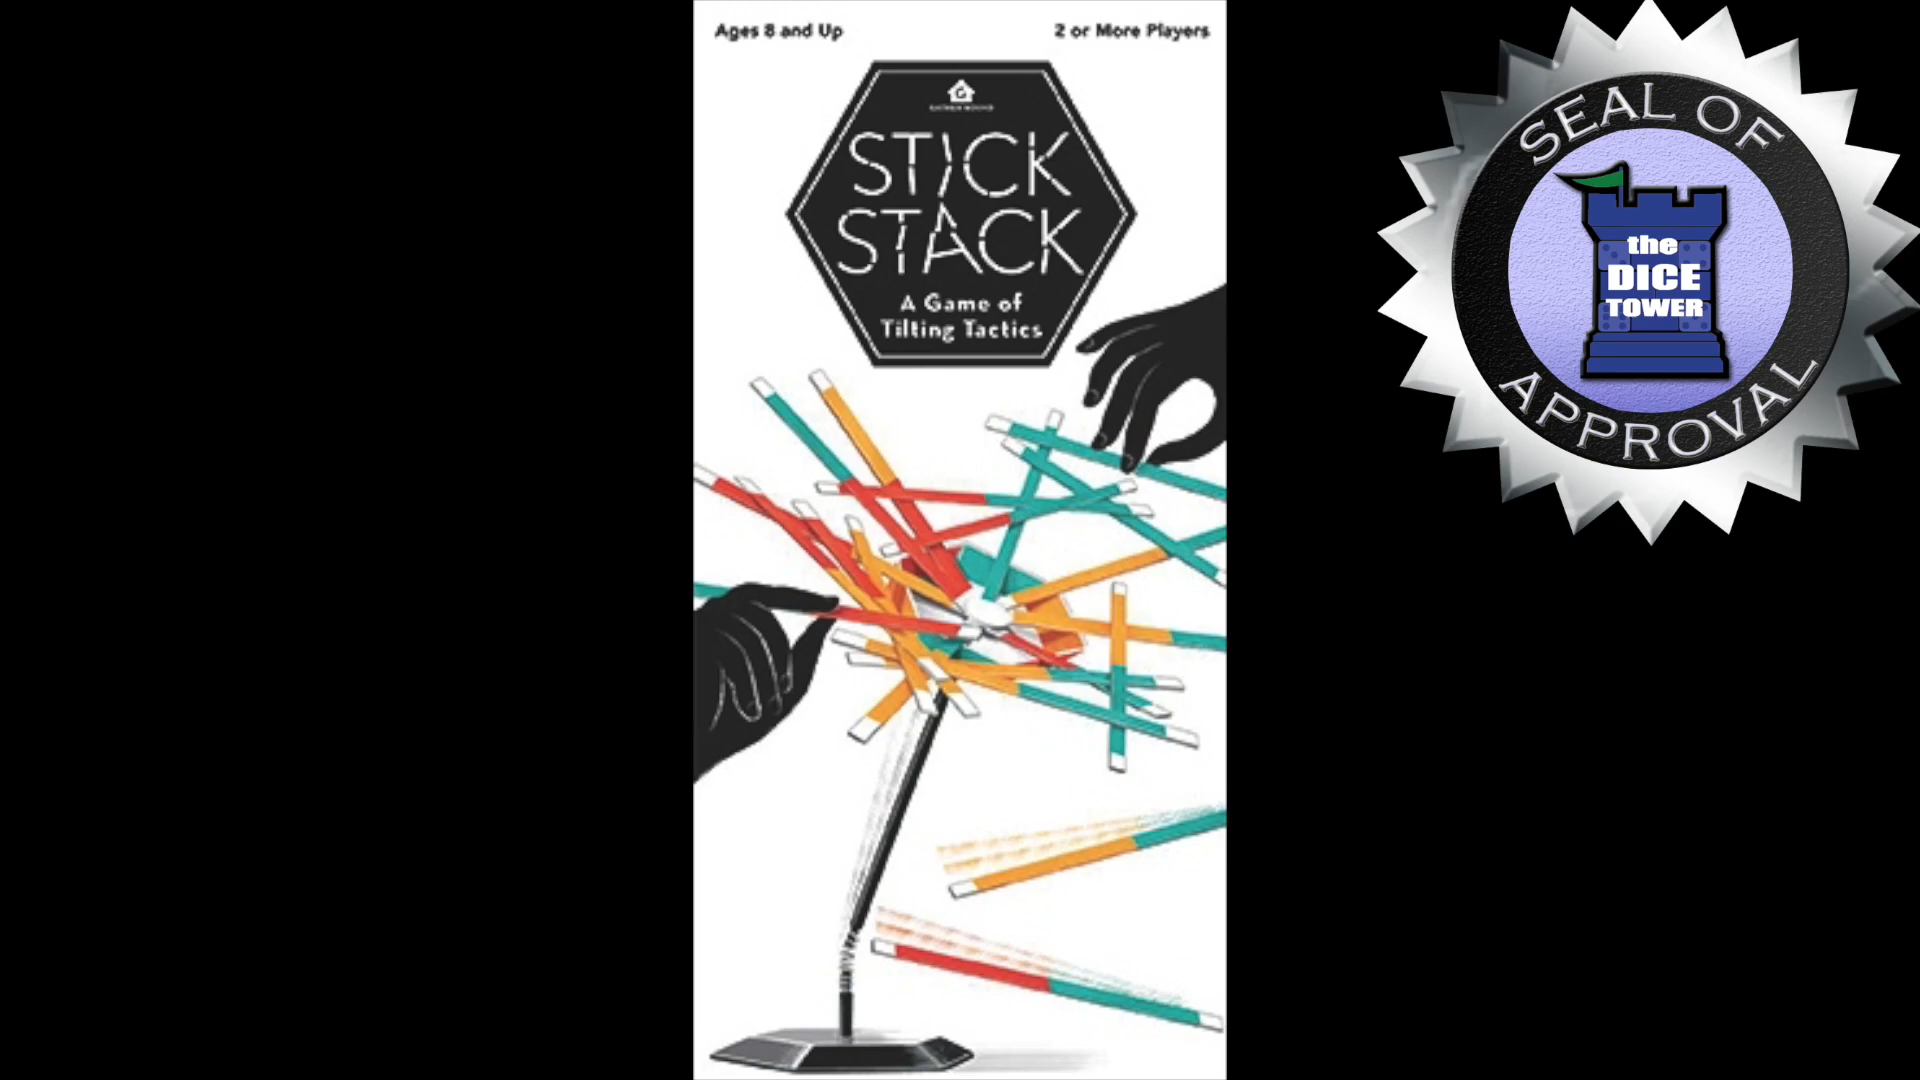 Ages 8 and Up
2 or More Players
STICK
STACK
A Game of
Tilting Tactics
SEAL OF
the
DICE
TOWER
APPROVAL